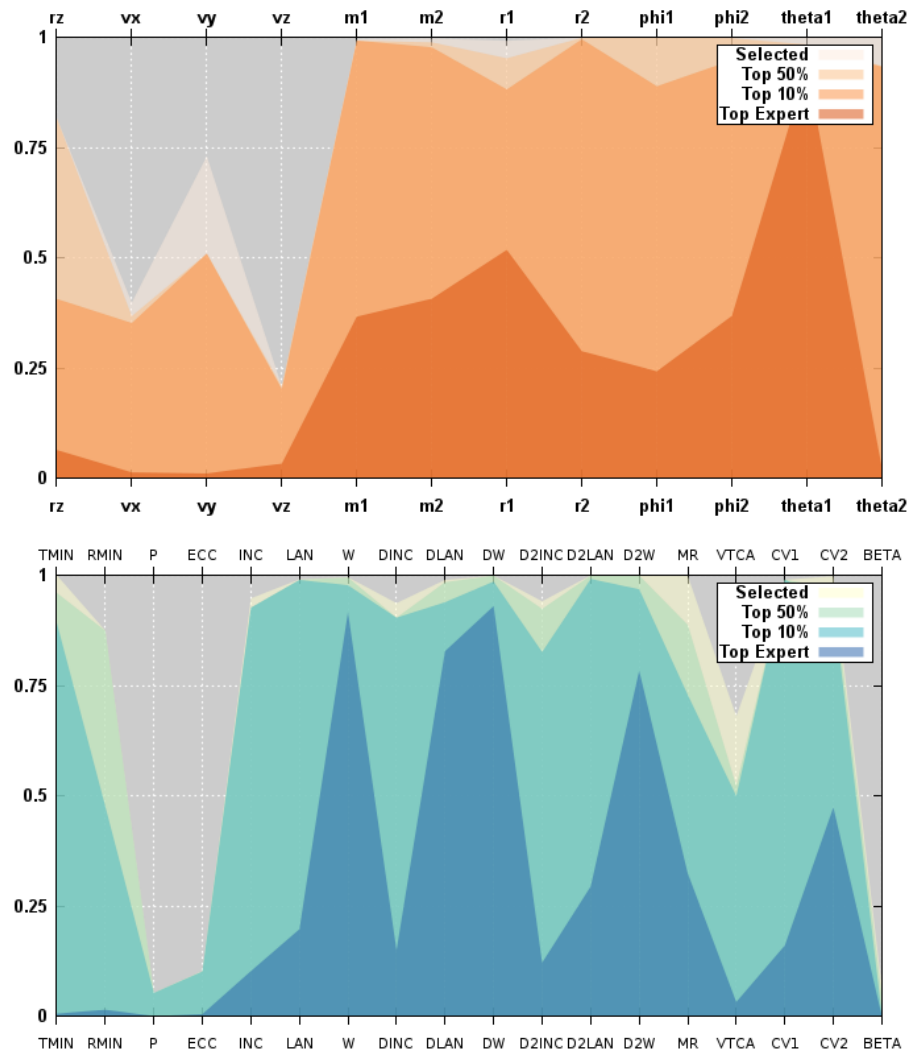 rz vx vy vz m1 m2 r1 r2 phi1 phi2 theta1 theta2
1
Selected
Top 50%
Top 10%
Top Expert
0.75
0.5
0.25
0
rz vx vy vz m1 m2 r1 r2 phi1 phi2 theta1 theta2
TMIN RMIN P ECC INC LAN W DINC DLAN DW D2INC D2LAN D2W MR VTCA CV1 CV2 BETA
1
Selected
Top 50%
Top 10%
Top Expert
0.75
0.5
0.25
0
TMIN RMIN P ECC INC LAN W DINC DLAN DW D2INC D2LAN D2W MR VTCA CV1 CV2 BETA